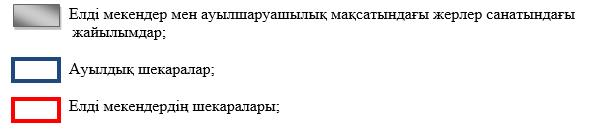 Елді мекендер мен ауылшаруашылық мақсатындағы жерлер санатындағы
жайылымдар;
Ауылдық шекаралар;
Елді мекендердің шекаралары;